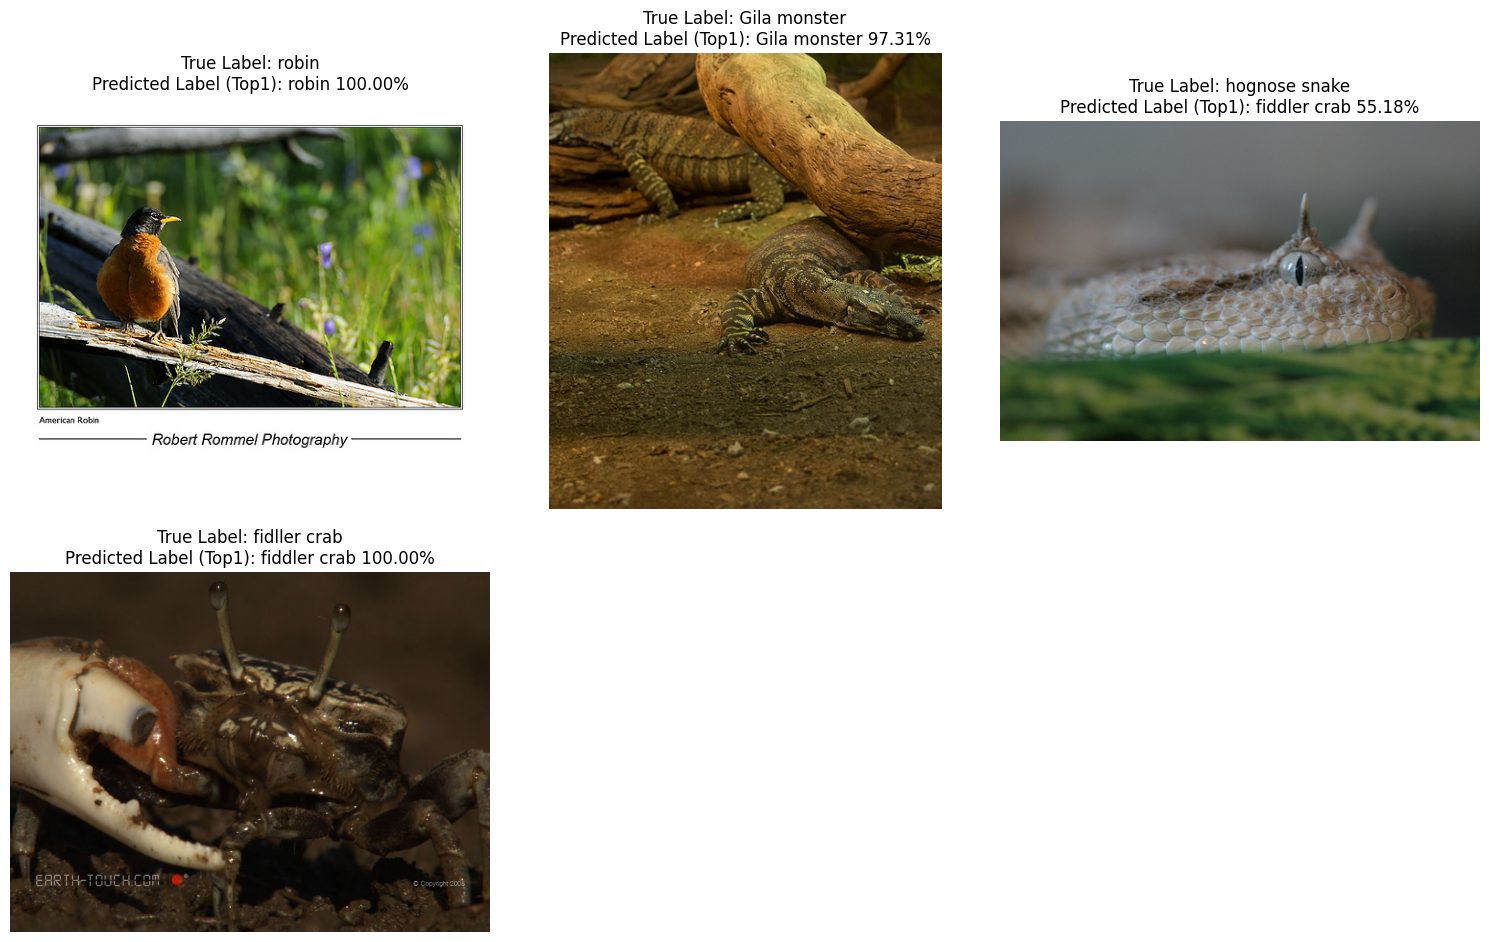 True Label: robin
Predicted Label (Top1): robin 100.00%
American Robin
Robert Rommel Photography
True Label: Gila monster
Predicted Label (Top1): Gila monster 97.31%
True Label: hognose snake
Predicted Label (Top1): fiddler crab 55.18%
True Label: fidller crab
Predicted Label (Top1): fiddler crab 100.00%
EARTH-TOUCH.COM
© Copyright